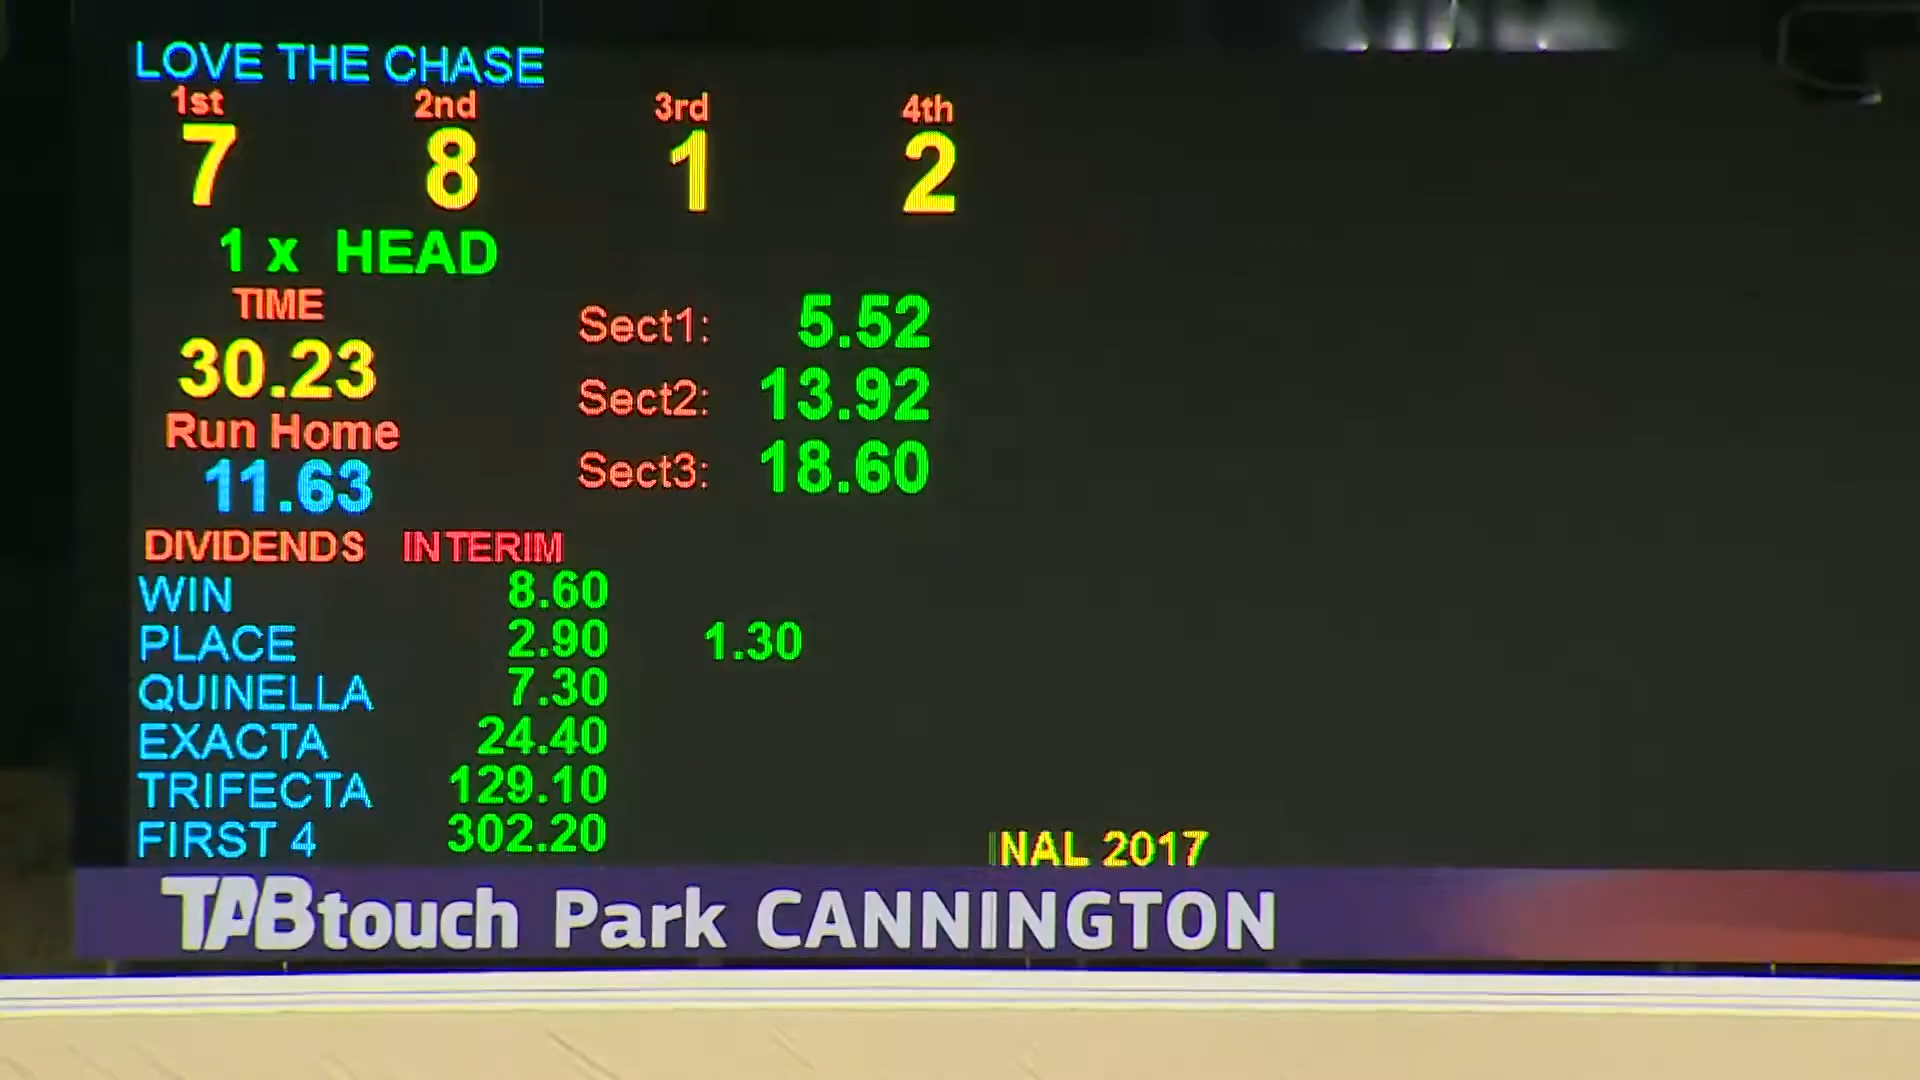 LOVE THE CHASE
1st 2nd 3rd 4th
7 8 1 2
1 x HEAD
TIME
30.23
Run Home
11.63
Sect1: 5.52
Sect2: 13.92
Sect3: 18.60
DIVIDENDS INTERIM
WIN 8.60
PLACE 2.90 1.30
QUINELLA 7.30
EXACTA 24.40
TRIFECTA 129.10
FIRST 4 302.20
NAL 2017
TABtouch Park CANNINGTON